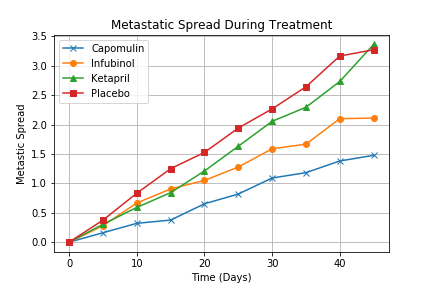 Metastatic Spread During Treatment
3.5
3.0
2.5
2.0
1.5
1.0
0.5
0.0
Metastic Spread
Capomulin
Infubinol
Ketapril
Placebo
0 10 20 30 40
Time (Days)